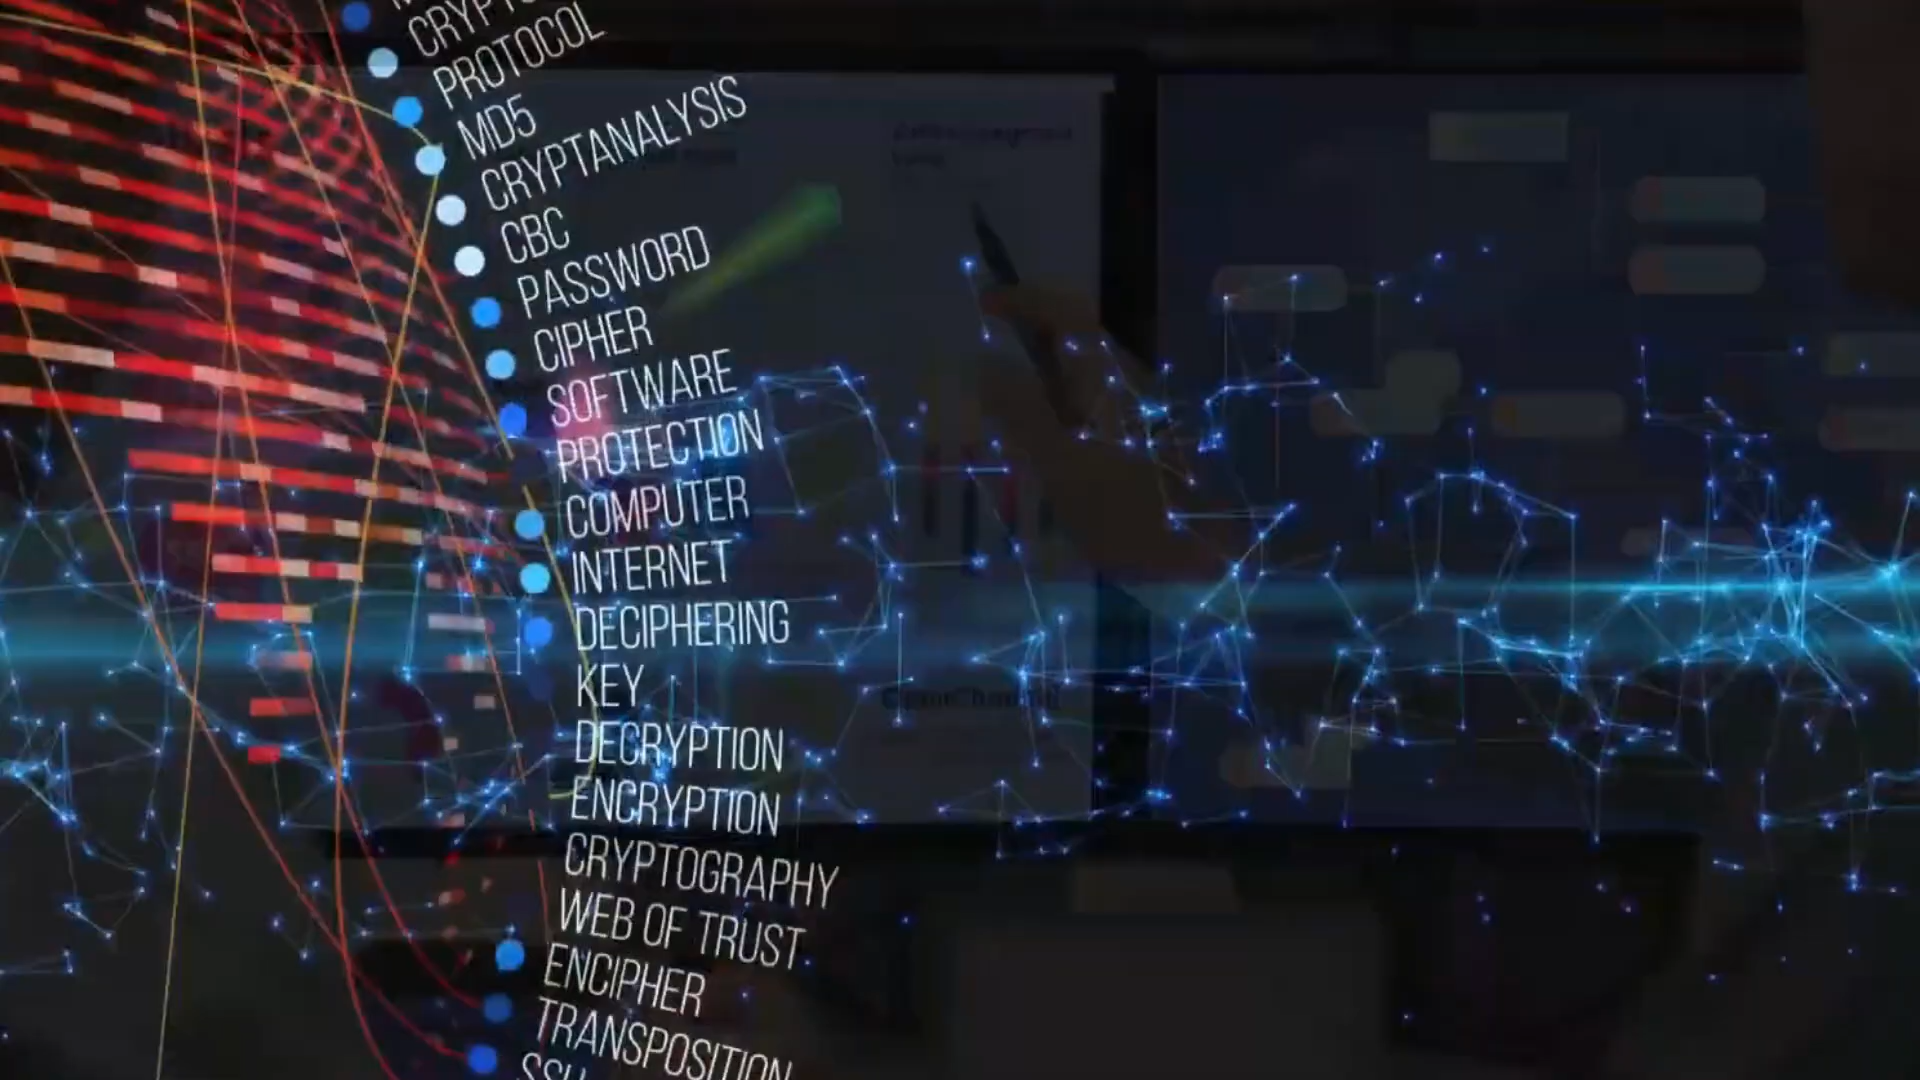 PROTOCOL
MD5
CRYPTANALYSIS
CBC
PASSWORD
CIPHER
SOFTWARE
PROTECTION
COMPUTER
INTERNET
DECIPHERING
KEY
DECRYPTION
ENCRYPTION
CRYPTOGRAPHY
WEB OF TRUST
ENCIPHER
TRANSPOSITION